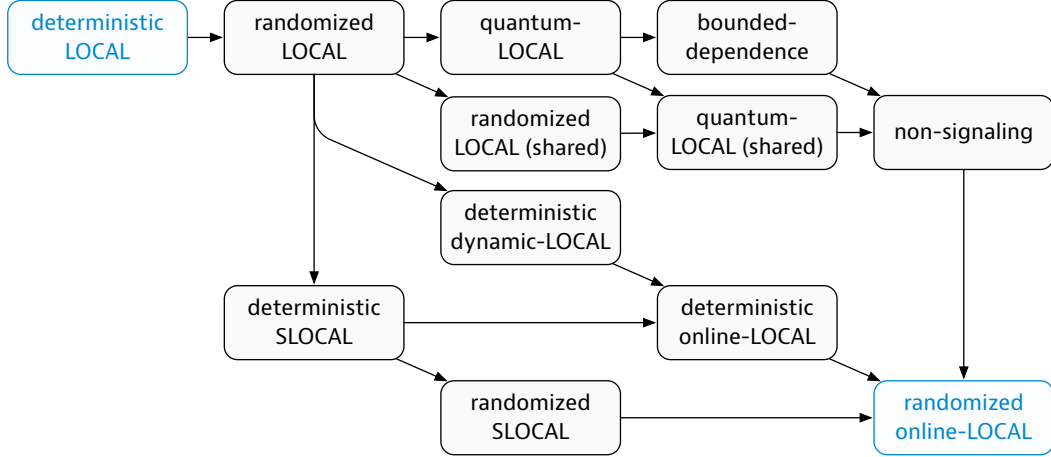 deterministic
LOCAL
randomized
LOCAL
quantum-
LOCAL
bounded-
dependence
randomized
LOCAL (shared)
quantum-
LOCAL (shared)
non-signaling
deterministic
dynamic-LOCAL
deterministic
SLOCAL
deterministic
online-LOCAL
randomized
SLOCAL
randomized
online-LOCAL